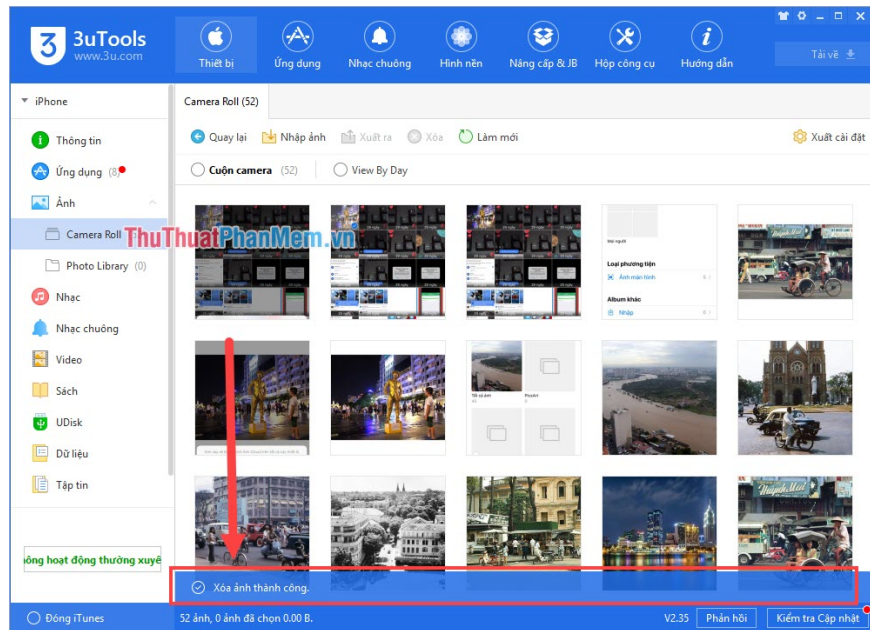 3uTools
www.3u.com
Thiết bị
Ứng dụng
Nhạc chuông
Hình nền
Nâng cấp & JB
Hộp công cụ
Hướng dẫn
Tải về
iPhone
Camera Roll (52)
Thông tin
Quay lại
Nhập ảnh
Xuất ra
Xóa
Làm mới
Xuất cài đặt
Ứng dụng (8)
Cuộn camera (52)
View By Day
Ảnh
Camera Roll
ThuThuatPhanMem.vn
Photo Library (0)
Loại phương tiện
Ảnh màn hình
Album khác
Nhập
Nhạc
Nhạc chuông
Video
Sách
UDisk
Dữ liệu
Tập tin
ông hoạt động thường xuyê
Xóa ảnh thành công.
Đóng iTunes
52 ảnh, 0 ảnh đã chọn 0.00 B.
V2.35
Phản hồi
Kiểm tra Cập nhật